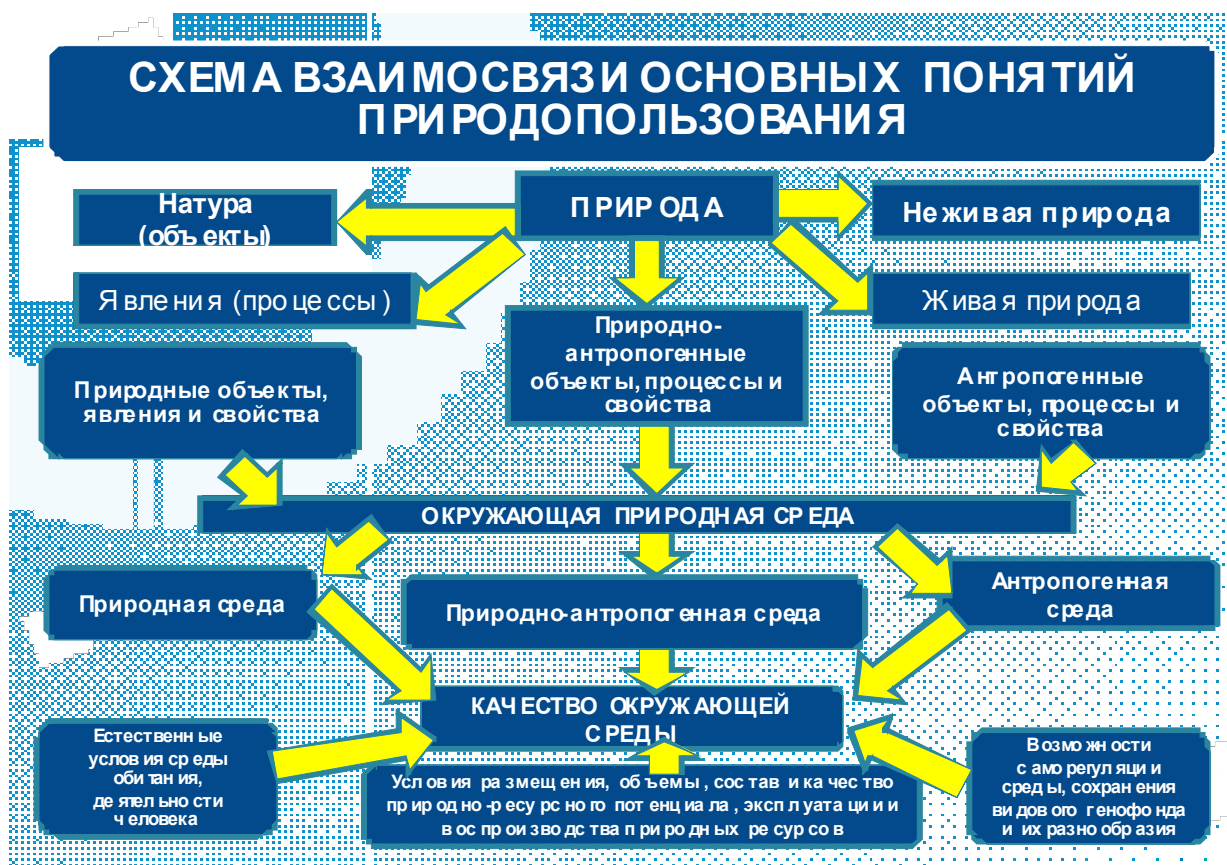 СХЕМА ВЗАИМОСВЯЗИ ОСНОВНЫХ ПОНЯТИЙ
ПРИРОДОПОЛЬЗОВАНИЯ
Натура
(объекты)
ПРИРОДА
Неживая природа
Явления (процессы)
Живая природа
Природно-
антропогенные
объекты, процессы и
свойства
Природные объекты,
явления и свойства
Антропогенные
объекты, процессы и
свойства
ОКРУЖАЮЩАЯ ПРИРОДНАЯ СРЕДА
Природная среда
Природно-антропогенная среда
Антропогенная
среда
КАЧЕСТВО ОКРУЖАЮЩЕЙ
СРЕДЫ
Естественные
условия среды
обитания,
деятельности
человека
Условия размещения, объемы, состав и качество
природно-ресурсного потенциала, эксплуатации и
воспроизводства природных ресурсов
Возможности
саморегуляции
среды, сохранения
видового генофонда
и их разнообразия